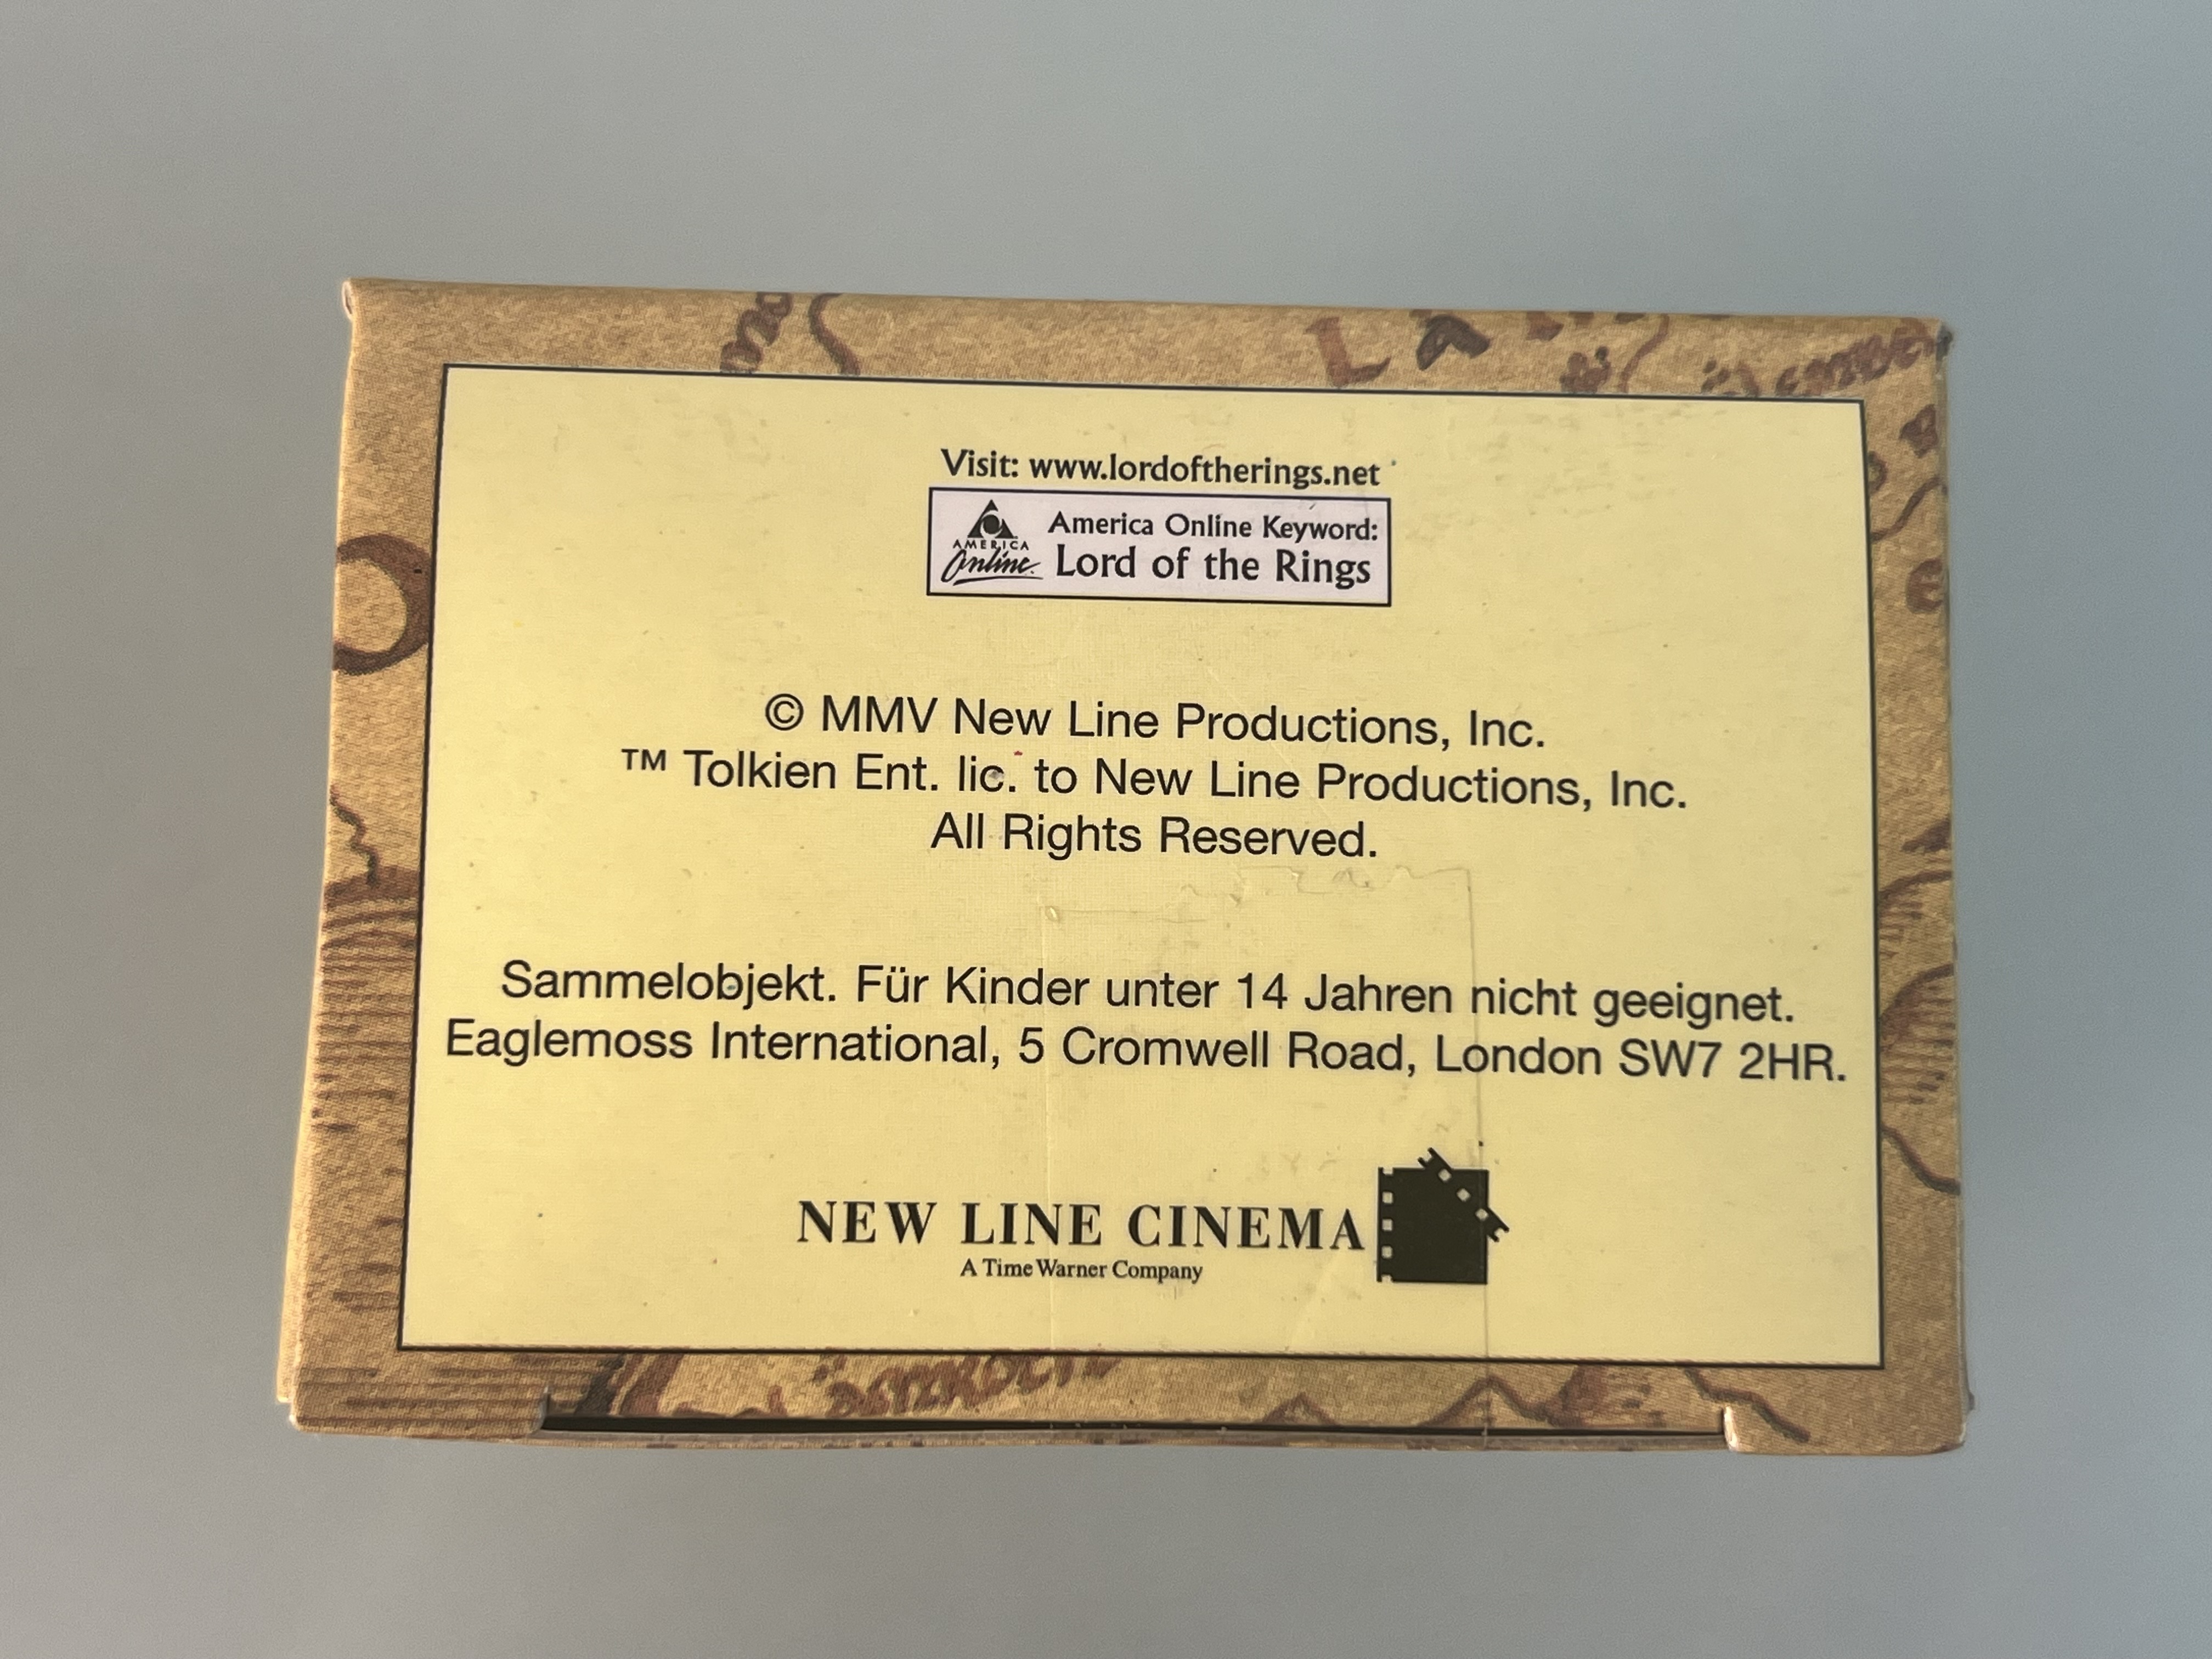 Visit: www.lordoftherings.net
AMERICA
Online
America Online Keyword:
Lord of the Rings
© MMV New Line Productions, Inc.
™ Tolkien Ent. lic. to New Line Productions, Inc.
All Rights Reserved.
Sammelobjekt. Für Kinder unter 14 Jahren nicht geeignet.
Eaglemoss International, 5 Cromwell Road, London SW7 2HR.
NEW LINE CINEMA
A Time Warner Company